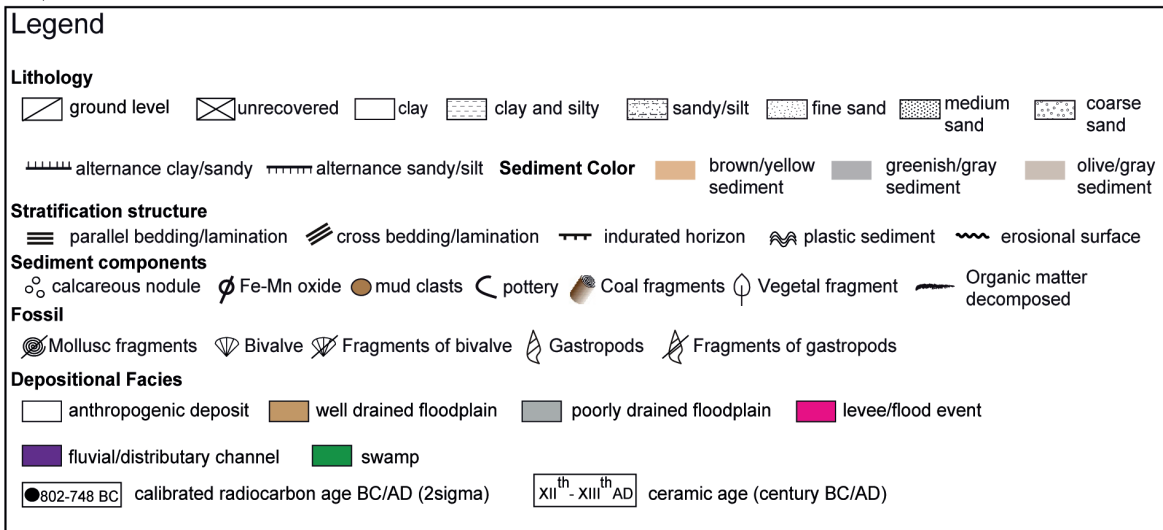 Legend
Lithology
ground level unrecovered clay clay and silty sandy/silt fine sand medium sand coarse sand
alternance clay/sandy alternance sandy/silt Sediment Color brown/yellow sediment greenish/gray sediment olive/gray sediment
Stratification structure
parallel bedding/lamination cross bedding/lamination indurated horizon plastic sediment erosional surface
Sediment components
calcareous nodule Fe-Mn oxide mud clasts pottery Coal fragments Vegetal fragment Organic matter decomposed
Fossil
Mollusc fragments Bivalve Fragments of bivalve Gastropods Fragments of gastropods
Depositional Facies
anthropogenic deposit well drained floodplain poorly drained floodplain levee/flood event
fluvial/distributary channel swamp
802-748 BC calibrated radiocarbon age BC/AD (2sigma) XIIth - XIIIth AD ceramic age (century BC/AD)